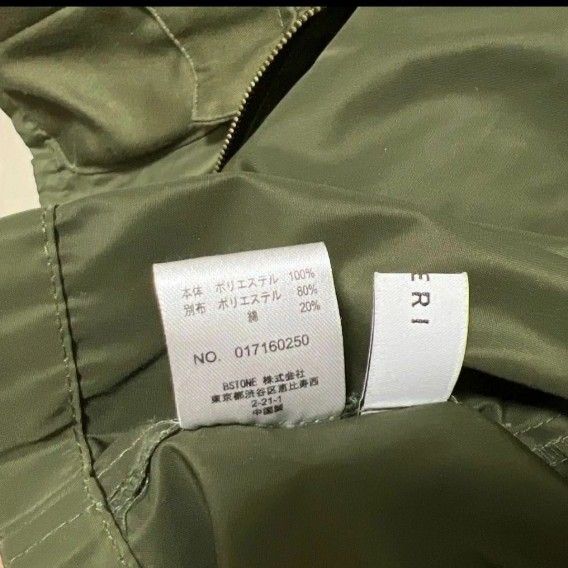 本体 ポリエステル 100%
別布 ポリエステル 80%
綿 20%
NO. 017160250
BSTONE 株式会社
東京都渋谷区恵比寿西
2-21-1
中国製
ERI